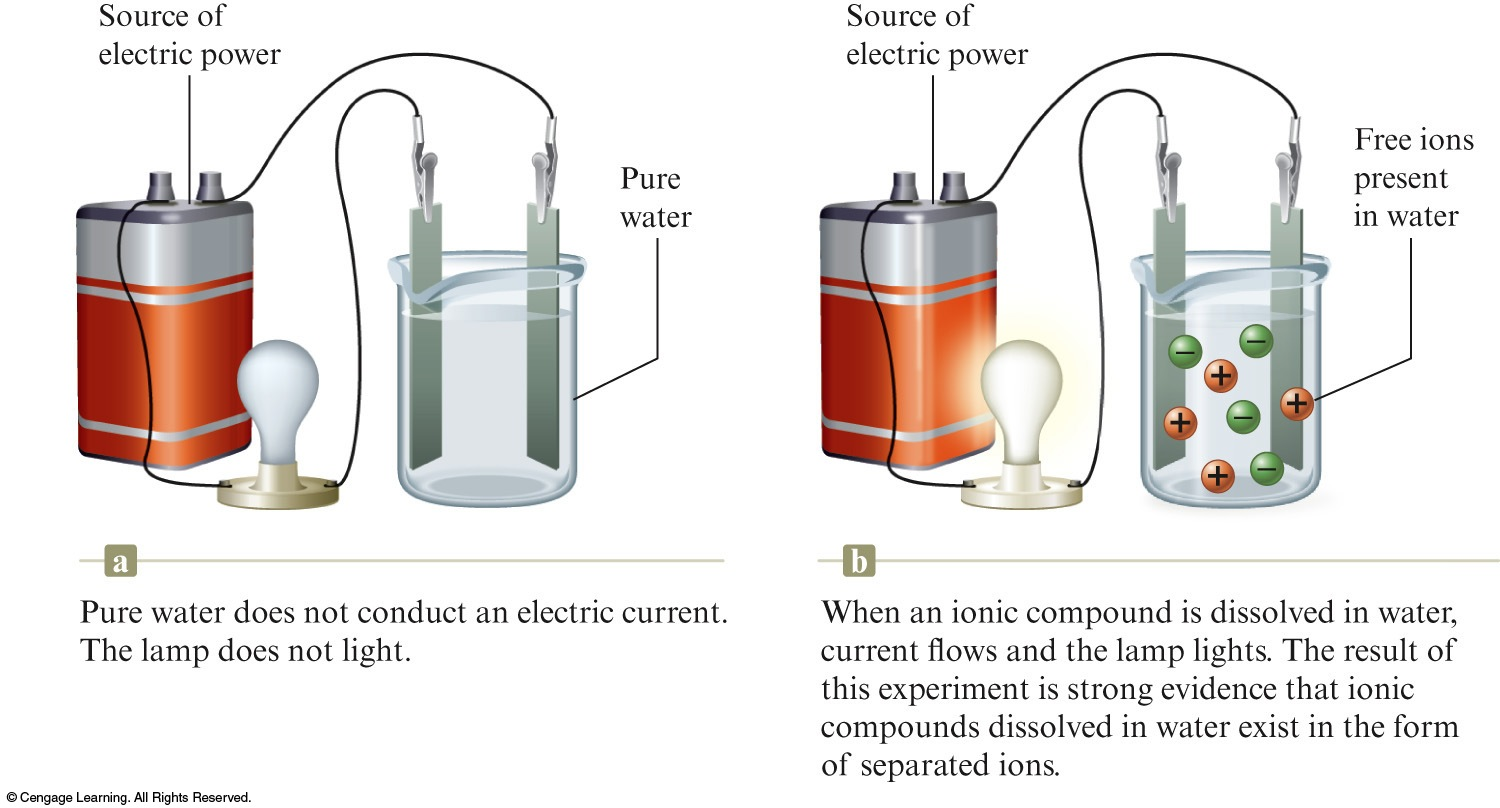 Source of
electric power
Pure
water
a
Pure water does not conduct an electric current.
The lamp does not light.
Source of
electric power
Free ions
present
in water
− − + + − + + −
b
When an ionic compound is dissolved in water,
current flows and the lamp lights. The result of
this experiment is strong evidence that ionic
compounds dissolved in water exist in the form
of separated ions.
© Cengage Learning. All Rights Reserved.